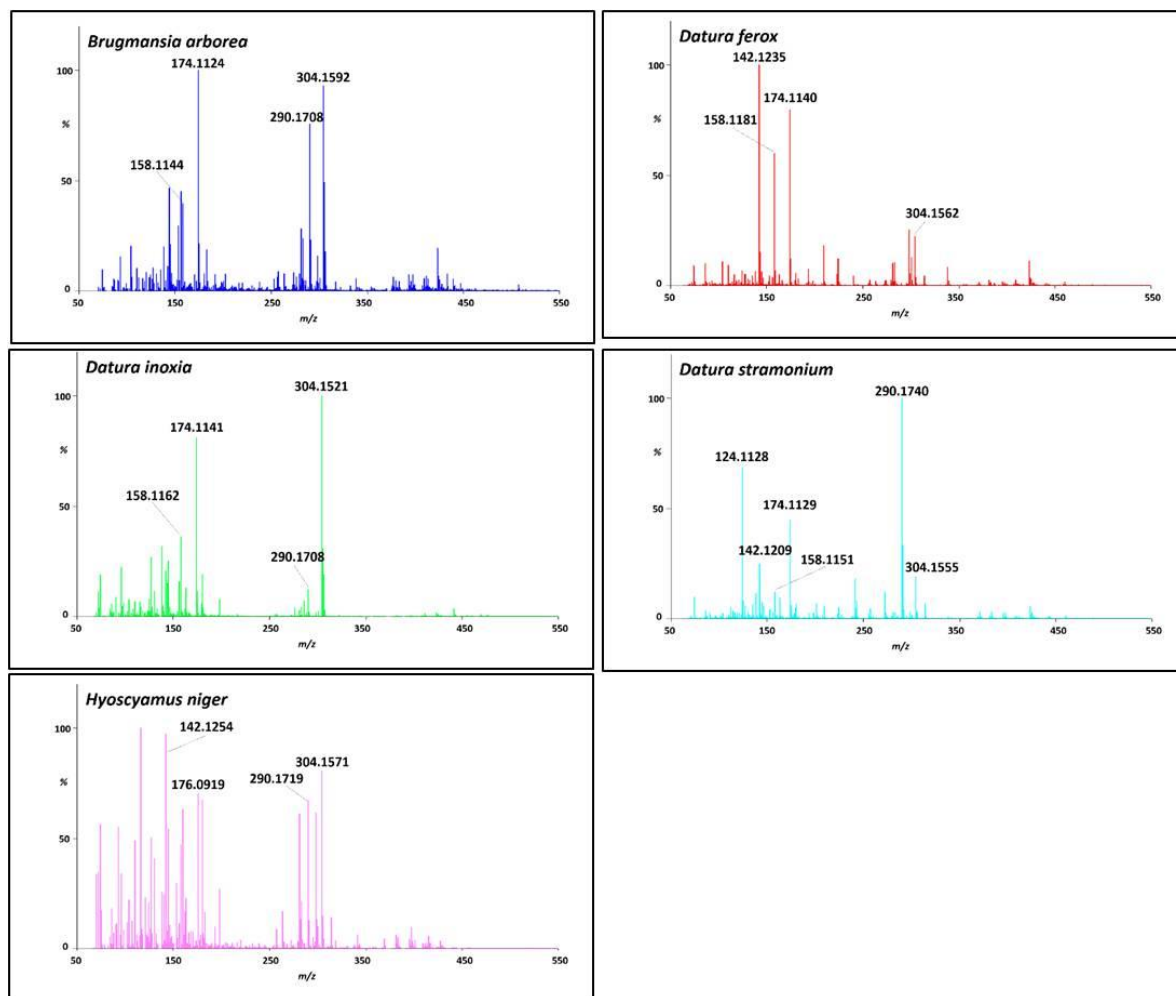 Brugmansia arborea
174.1124
304.1592
290.1708
158.1144
100
%
50
0
50 150 250 350 450 550
m/z
Datura ferox
142.1235
174.1140
158.1181
304.1562
100
%
50
0
50 150 250 350 450 550
m/z
Datura inoxia
304.1521
174.1141
158.1162
290.1708
100
%
50
0
50 150 250 350 450 550
m/z
Datura stramonium
290.1740
124.1128
174.1129
142.1209
158.1151
304.1555
100
%
50
0
50 150 250 350 450 550
m/z
Hyoscyamus niger
142.1254
304.1571
176.0919
290.1719
100
%
50
0
50 150 250 350 450 550
m/z